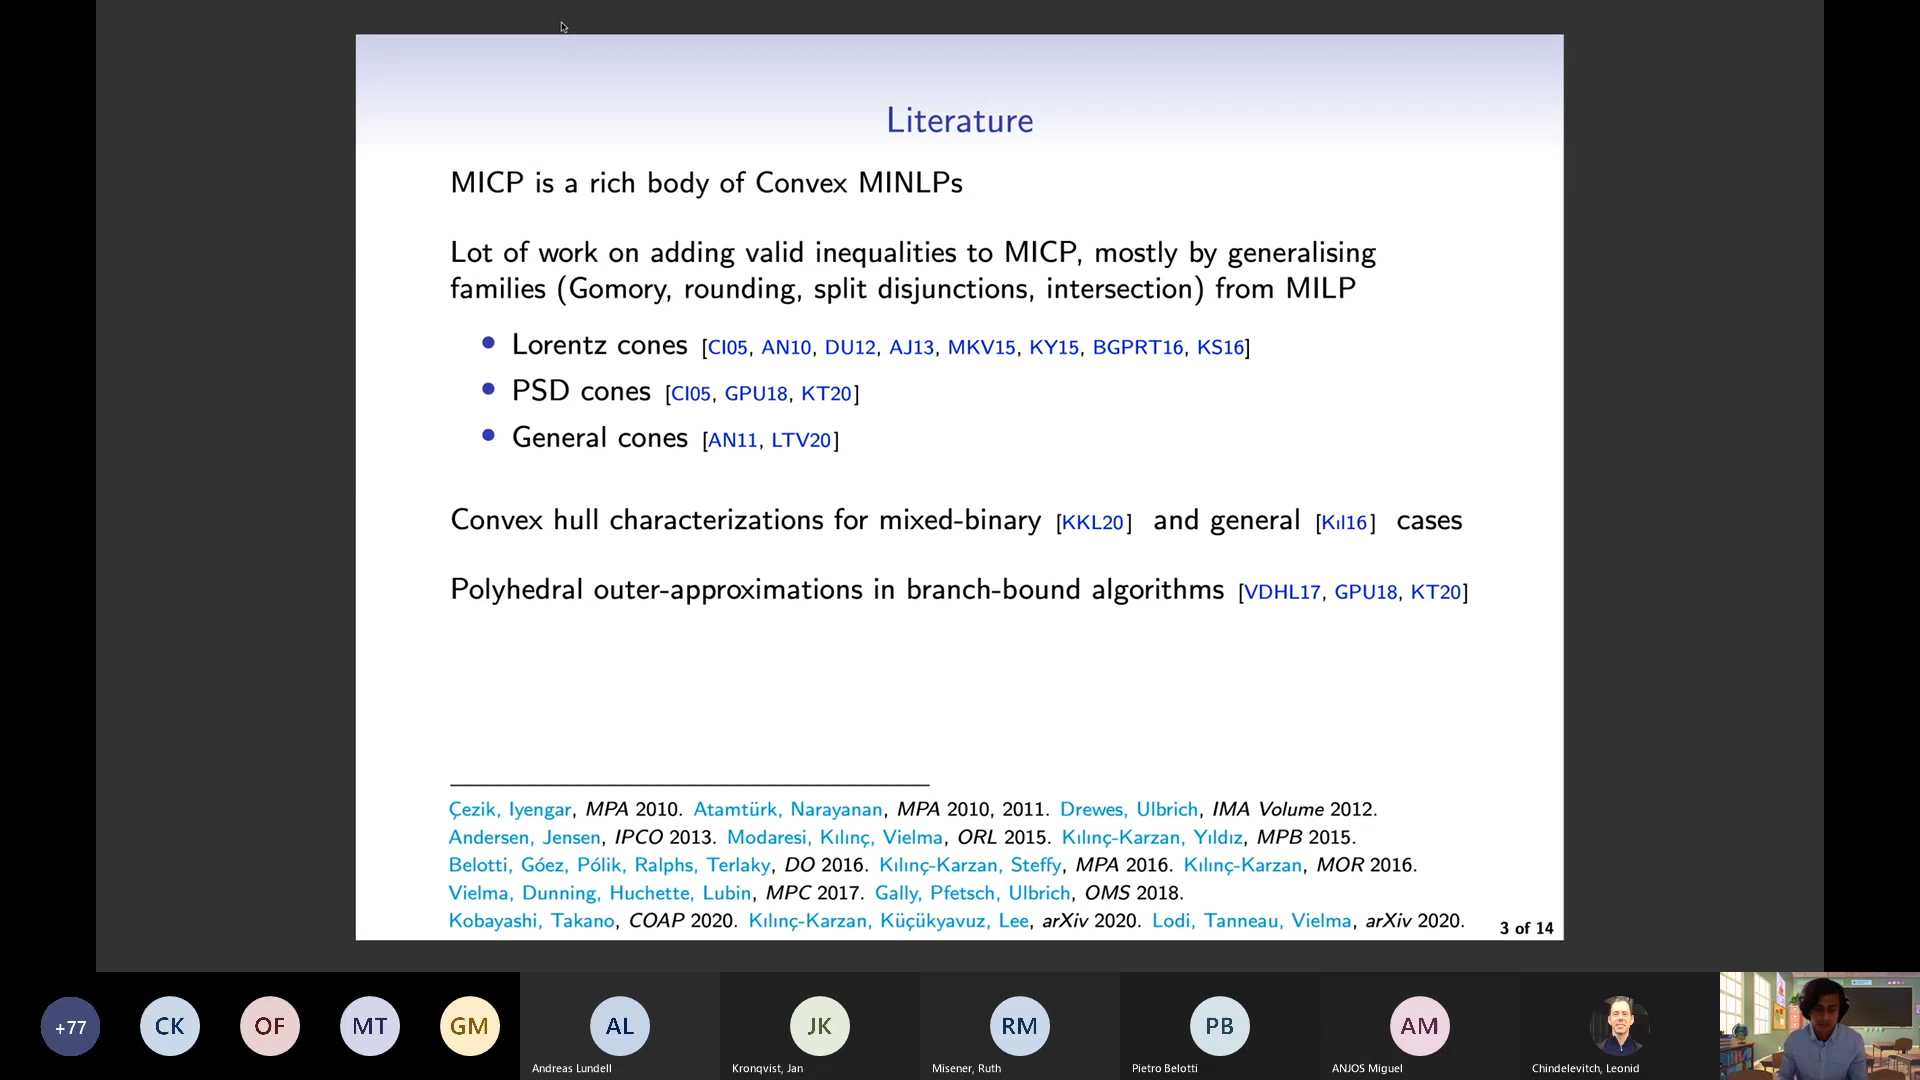 Literature
MICP is a rich body of Convex MINLPs
Lot of work on adding valid inequalities to MICP, mostly by generalising
families (Gomory, rounding, split disjunctions, intersection) from MILP
• Lorentz cones [CI05, AN10, DU12, AJ13, MKV15, KY15, BGPRT16, KS16]
• PSD cones [CI05, GPU18, KT20]
• General cones [AN11, LTV20]
Convex hull characterizations for mixed-binary [KKL20] and general [Kıl16] cases
Polyhedral outer-approximations in branch-bound algorithms [VDHL17, GPU18, KT20]
Çezik, Iyengar, MPA 2010. Atamtürk, Narayanan, MPA 2010, 2011. Drewes, Ulbrich, IMA Volume 2012.
Andersen, Jensen, IPCO 2013. Modaresi, Kılınç, Vielma, ORL 2015. Kılınç-Karzan, Yıldız, MPB 2015.
Belotti, Góez, Pólik, Ralphs, Terlaky, DO 2016. Kılınç-Karzan, Steffy, MPA 2016. Kılınç-Karzan, MOR 2016.
Vielma, Dunning, Huchette, Lubin, MPC 2017. Gally, Pfetsch, Ulbrich, OMS 2018.
Kobayashi, Takano, COAP 2020. Kılınç-Karzan, Küçükyavuz, Lee, arXiv 2020. Lodi, Tanneau, Vielma, arXiv 2020.
3 of 14
+77 CK OF MT GM AL JK RM PB AM
Andreas Lundell Kronqvist, Jan Misener, Ruth Pietro Belotti ANJOS Miguel Chindelevitch, Leonid